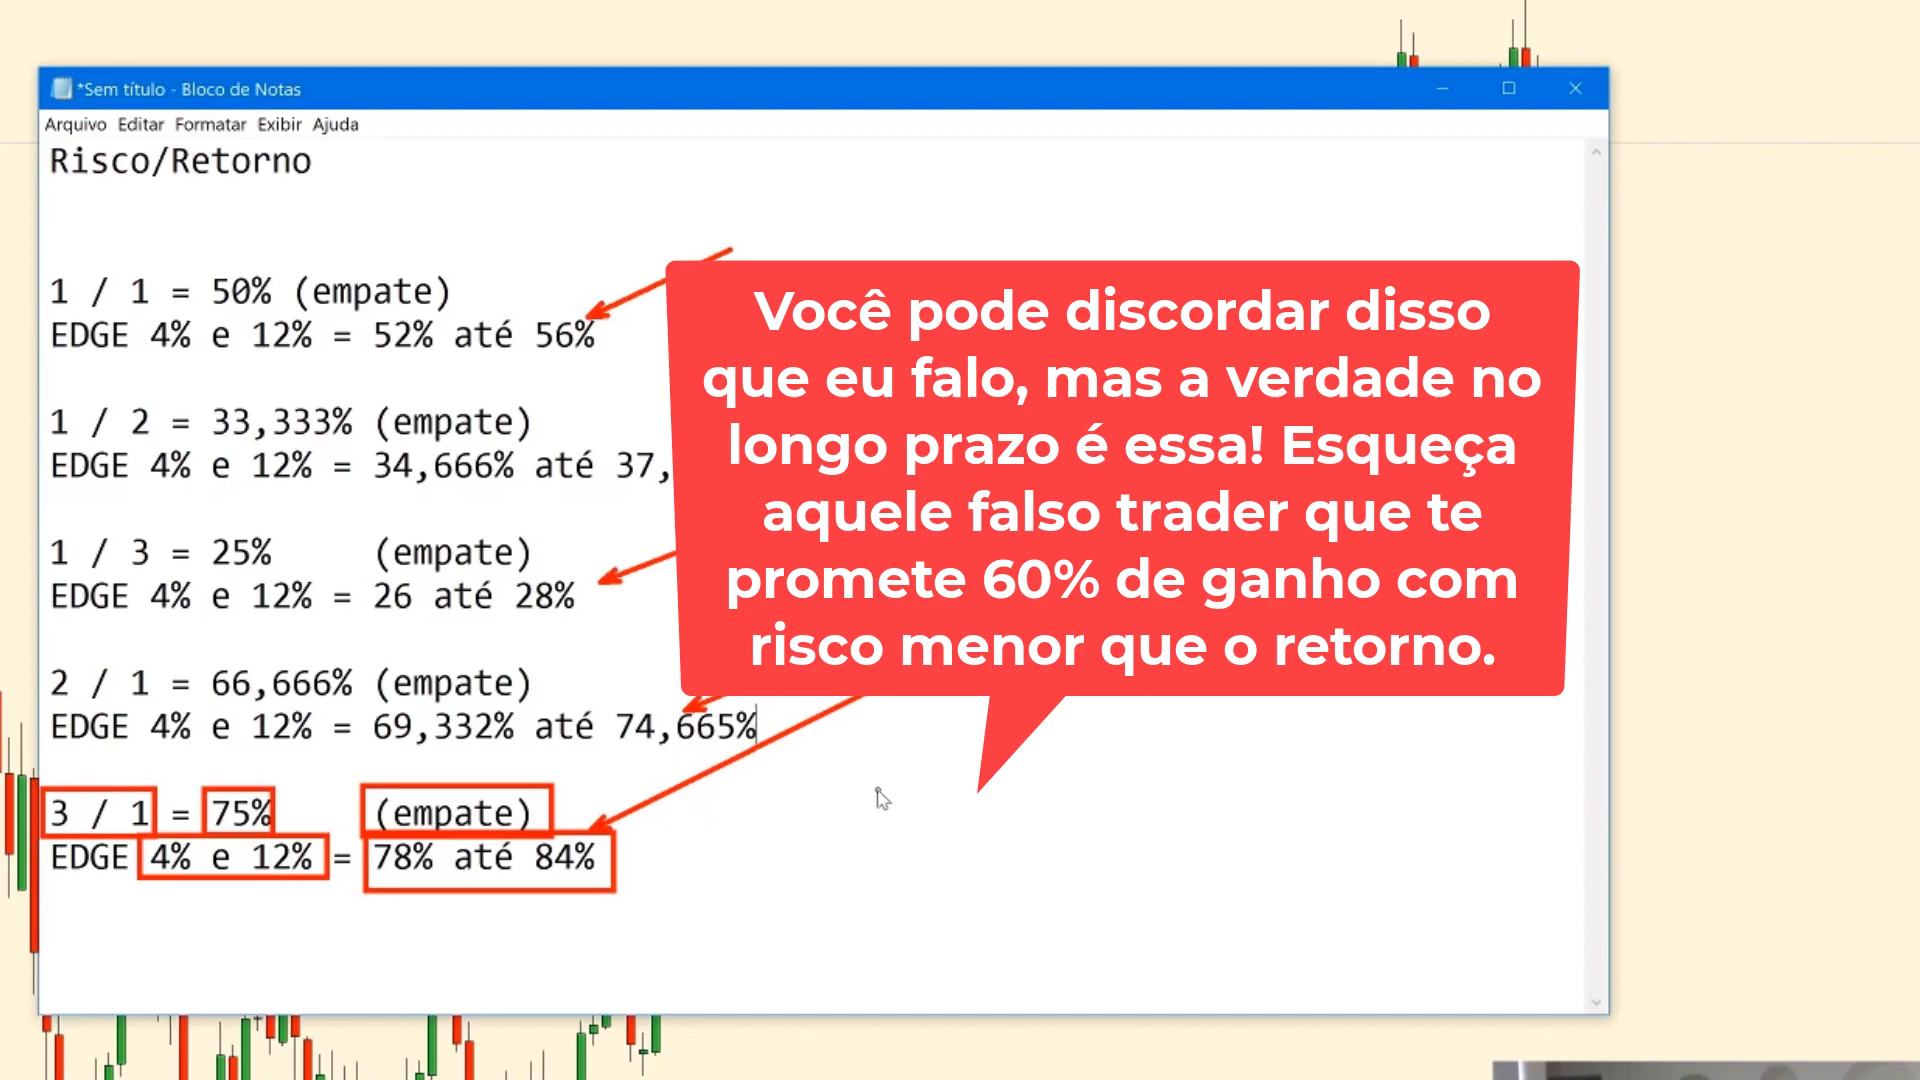 *Sem título - Bloco de Notas
Arquivo Editar Formatar Exibir Ajuda
Risco/Retorno
1 / 1 = 50% (empate)
EDGE 4% e 12% = 52% até 56%
1 / 2 = 33,333% (empate)
EDGE 4% e 12% = 34,666% até 37,
1 / 3 = 25% (empate)
EDGE 4% e 12% = 26 até 28%
2 / 1 = 66,666% (empate)
EDGE 4% e 12% = 69,332% até 74,665%
3 / 1 = 75% (empate)
EDGE 4% e 12% = 78% até 84%
Você pode discordar disso
que eu falo, mas a verdade no
longo prazo é essa! Esqueça
aquele falso trader que te
promete 60% de ganho com
risco menor que o retorno.